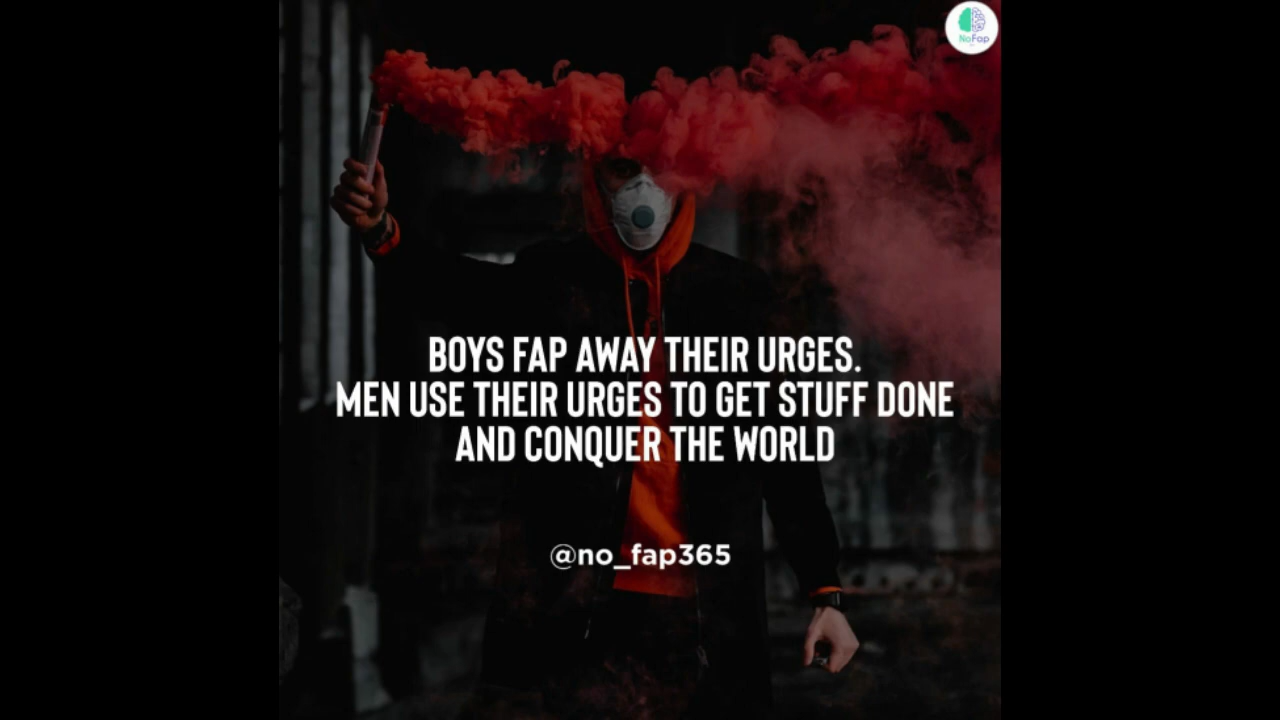 NoFap
BOYS FAP AWAY THEIR URGES.
MEN USE THEIR URGES TO GET STUFF DONE
AND CONQUER THE WORLD
@no_fap365